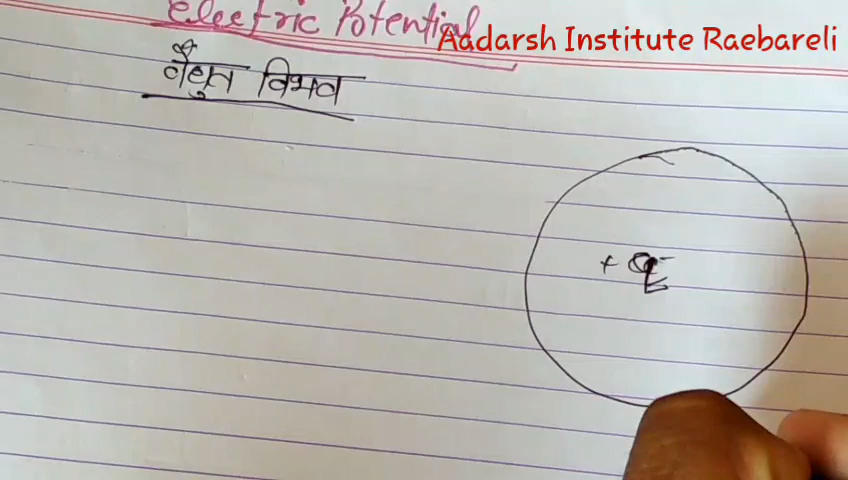 Electric Potential
Aadarsh Institute Raebareli
वैधुत विभव
+ q